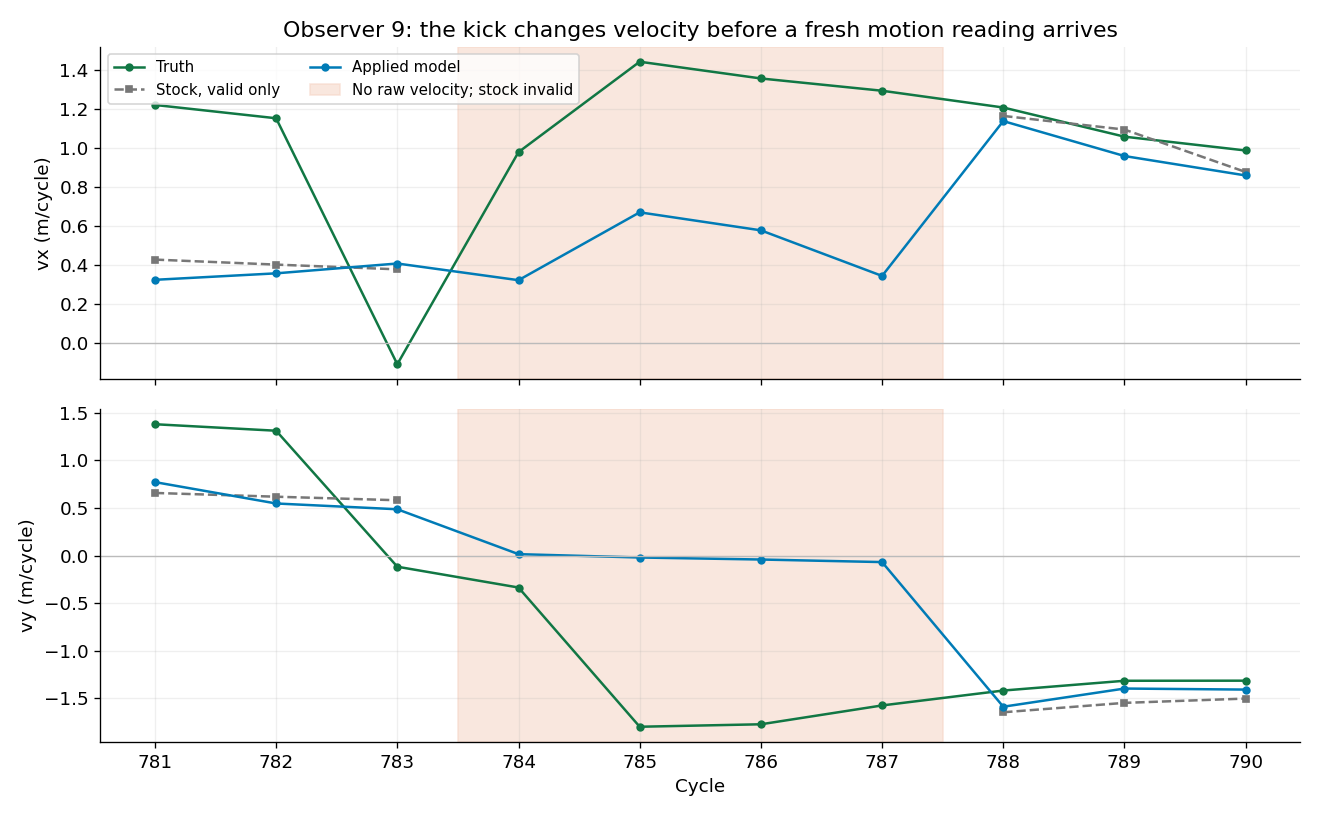 Observer 9: the kick changes velocity before a fresh motion reading arrives
Truth
Stock, valid only
Applied model
No raw velocity; stock invalid
vx (m/cycle)
1.4
1.2
1.0
0.8
0.6
0.4
0.2
0.0
vy (m/cycle)
1.5
1.0
0.5
0.0
−0.5
−1.0
−1.5
781 782 783 784 785 786 787 788 789 790
Cycle